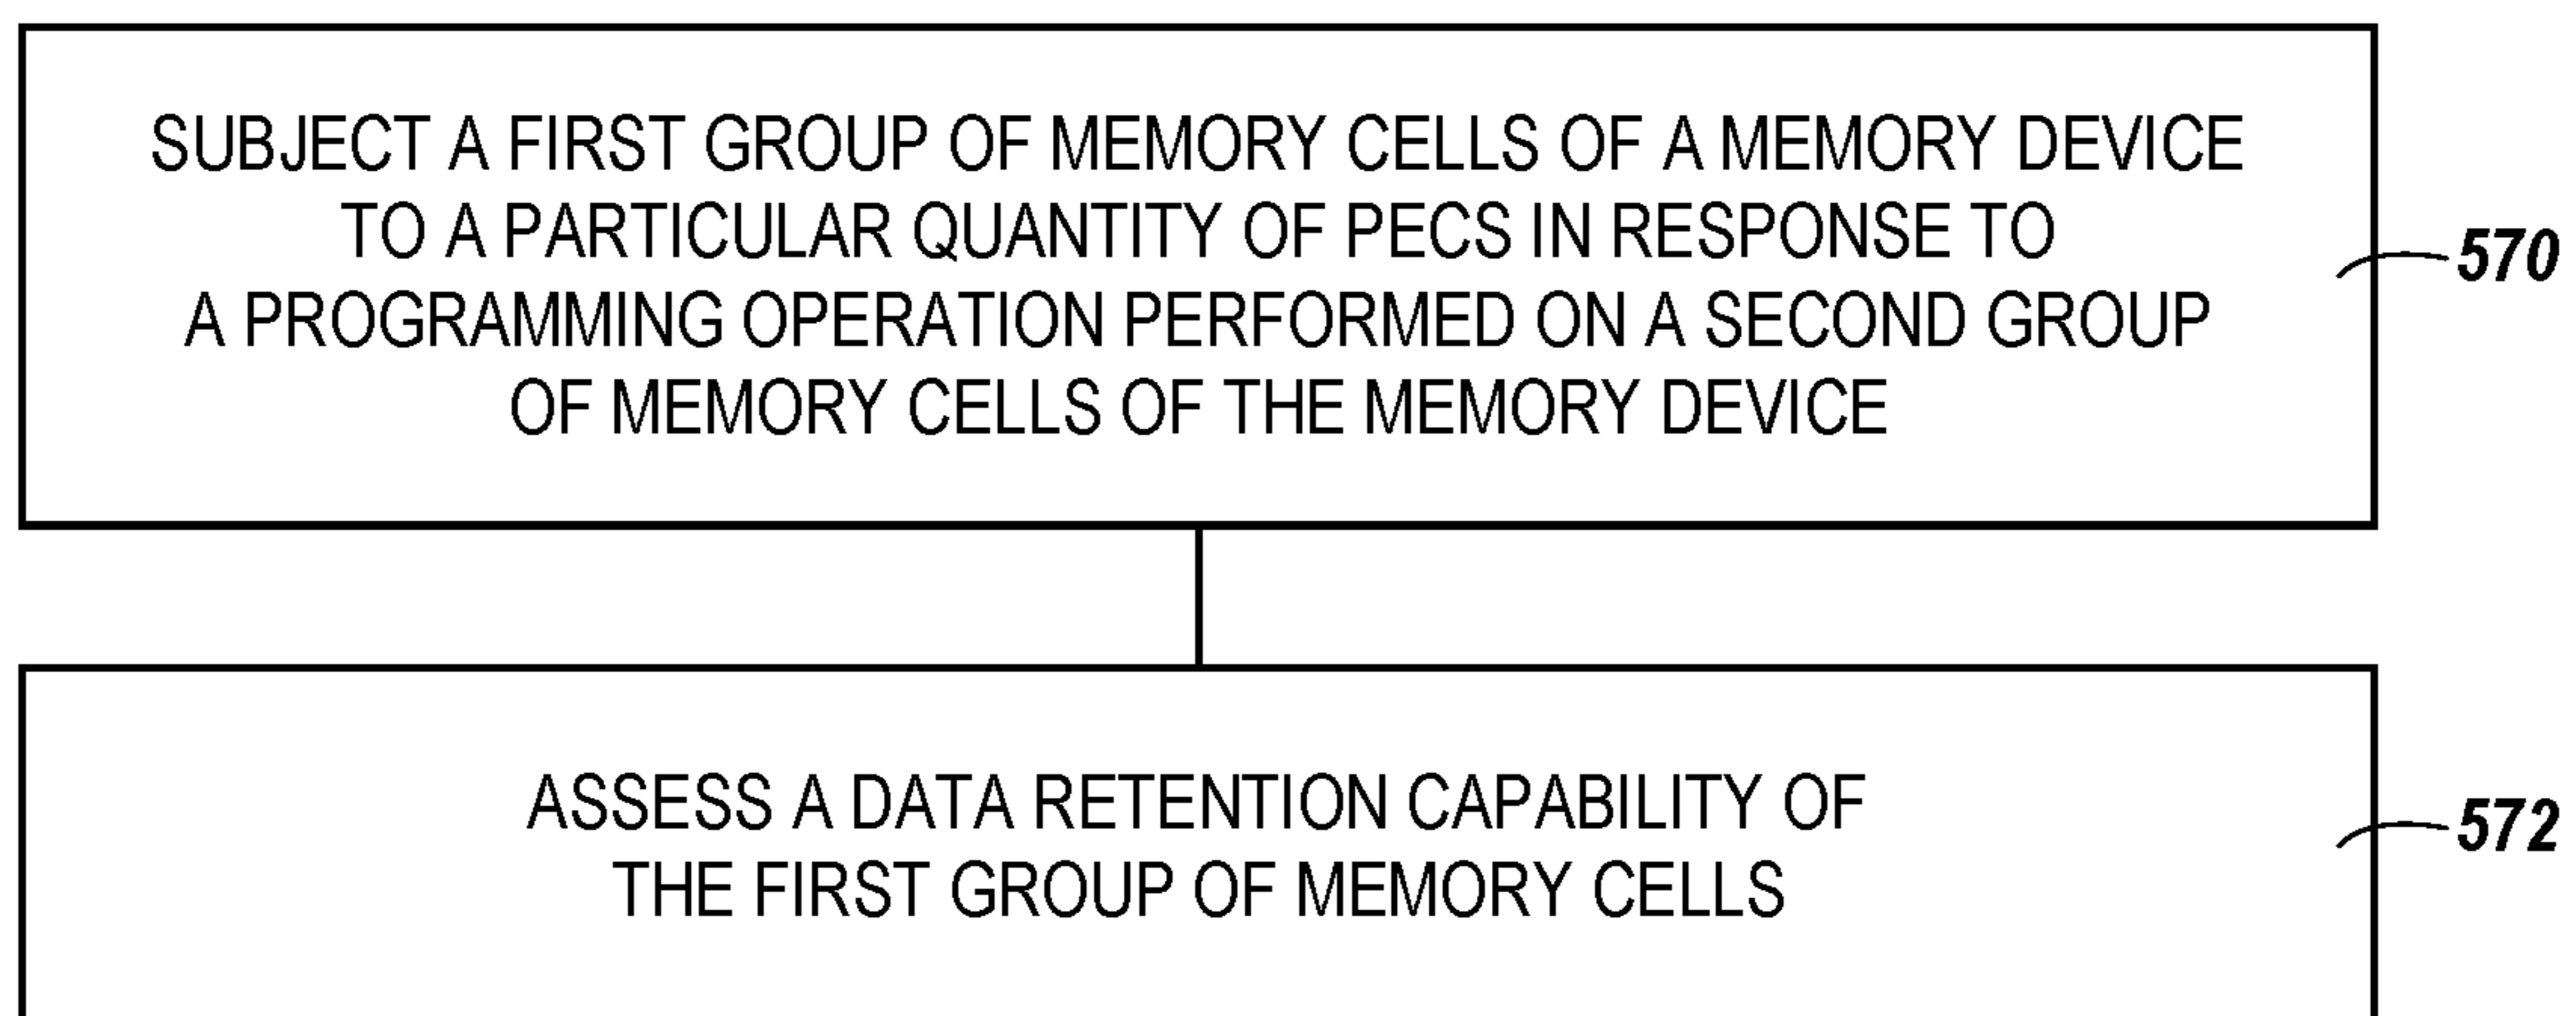 SUBJECT A FIRST GROUP OF MEMORY CELLS OF A MEMORY DEVICE
TO A PARTICULAR QUANTITY OF PECS IN RESPONSE TO
A PROGRAMMING OPERATION PERFORMED ON A SECOND GROUP
OF MEMORY CELLS OF THE MEMORY DEVICE
570
ASSESS A DATA RETENTION CAPABILITY OF
THE FIRST GROUP OF MEMORY CELLS
572